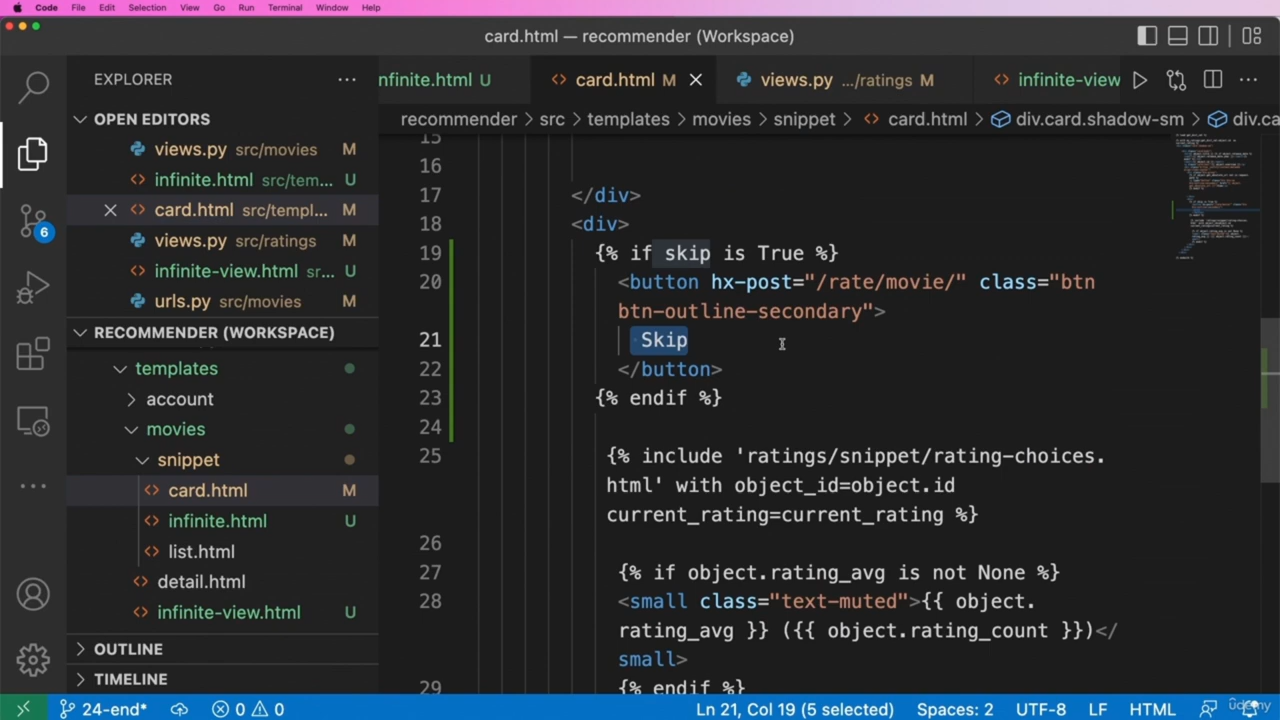 Code File Edit Selection View Go Run Terminal Window Help
card.html — recommender (Workspace)
EXPLORER
nfinite.html U card.html M views.py .../ratings M infinite-view
OPEN EDITORS
recommender > src > templates > movies > snippet > card.html > div.card.shadow-sm > div.ca
views.py src/movies M
infinite.html src/tem... U
card.html src/templ... M
views.py src/ratings M
infinite-view.html sr... U
urls.py src/movies M
RECOMMENDER (WORKSPACE)
templates
account
movies
snippet
card.html M
infinite.html U
list.html
detail.html
infinite-view.html U
OUTLINE
TIMELINE
6
15
16
17 </div>
18 <div>
19 {% if skip is True %}
20 <button hx-post="/rate/movie/" class="btn
btn-outline-secondary">
21 Skip
22 </button>
23 {% endif %}
24
25 {% include 'ratings/snippet/rating-choices.
html' with object_id=object.id
current_rating=current_rating %}
26
27 {% if object.rating_avg is not None %}
28 <small class="text-muted">{{ object.
rating_avg }} ({{ object.rating_count }})</
small>
29 {% endif %}
24-end* 0 0 Ln 21, Col 19 (5 selected) Spaces: 2 UTF-8 LF HTML
udemy